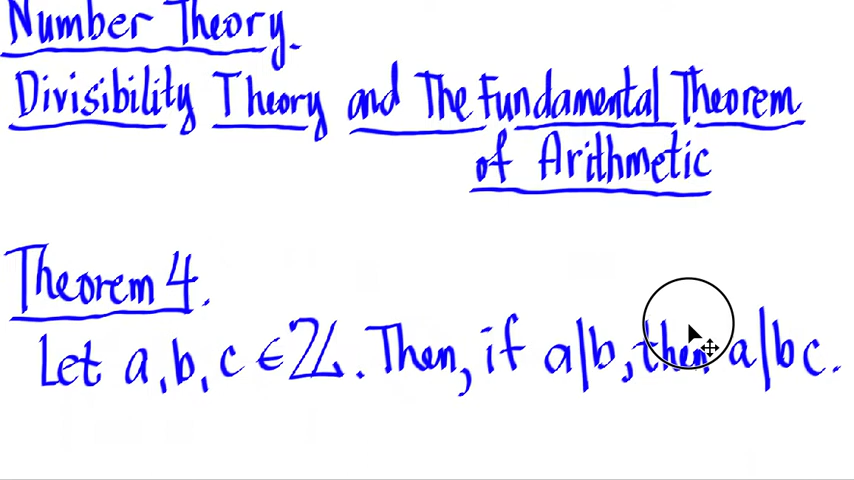 Number Theory.
Divisibility Theory and The Fundamental Theorem
of Arithmetic
Theorem 4.
Let a, b, c ∈ ℤ. Then, if a|b, then a|bc.